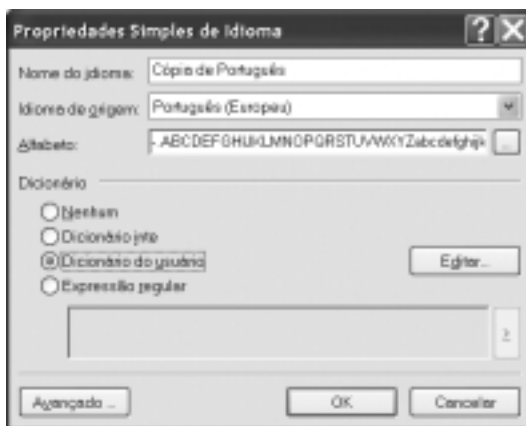 Propriedades Simples de Idioma
Nome do idioma: Cópia de Português
Idioma de origem: Português (Europeu)
Alfabeto: -.ABCDEFGHIJKLMNOPQRSTUVWXYZabcdefghijk ...
Dicionário
Nenhum
Dicionário inte
Dicionário do usuário
Editar...
Expressão regular
Avançado ...
OK
Cancelar